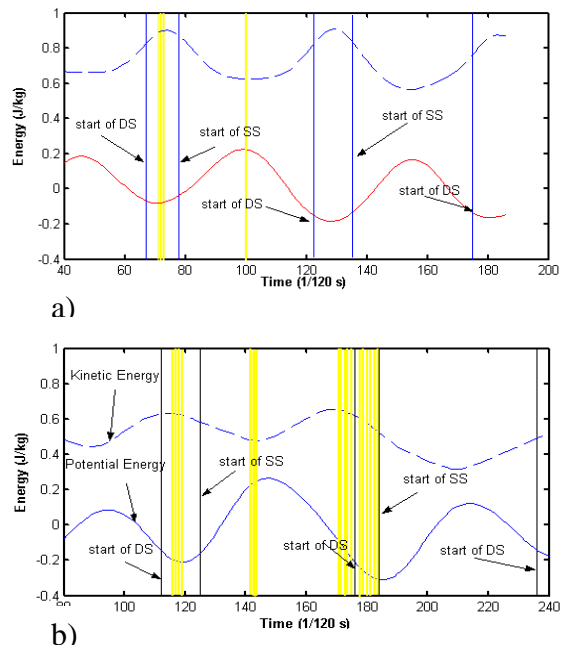 1
0.8
0.6
0.4
0.2
0
-0.2
-0.4
Energy (J/kg)
start of DS
start of SS
start of SS
start of DS
start of DS
40 60 80 100 120 140 160 180 200
Time (1/120 s)
a)
1
0.8
0.6
0.4
0.2
0
-0.2
-0.4
Energy (J/kg)
Kinetic Energy
Potential Energy
start of SS
start of SS
start of DS
start of DS
start of DS
100 120 140 160 180 200 220 240
Time (1/120 s)
b)